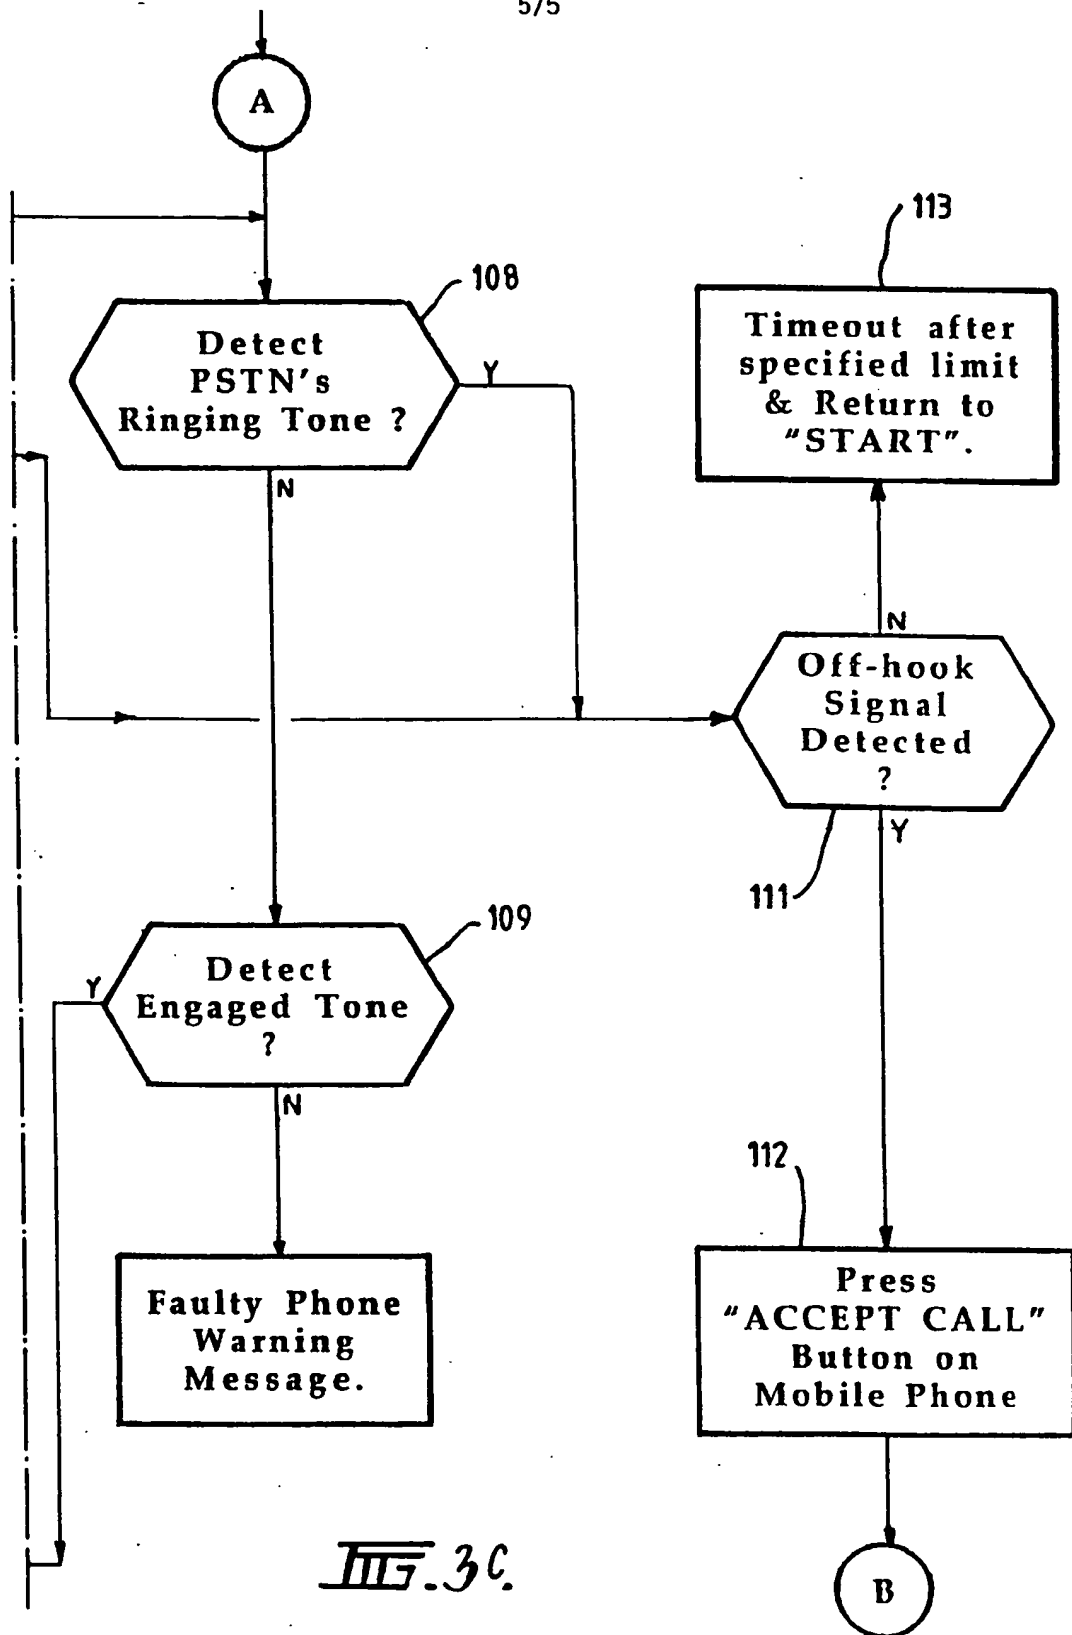 5/5
A
108
Detect
PSTN's
Ringing Tone ?
Y
N
113
Timeout after
specified limit
& Return to
"START".
N
Off-hook
Signal
Detected
?
Y
111
109
Detect
Engaged Tone
?
Y
N
Faulty Phone
Warning
Message.
112
Press
"ACCEPT CALL"
Button on
Mobile Phone
B
FIG. 3C.